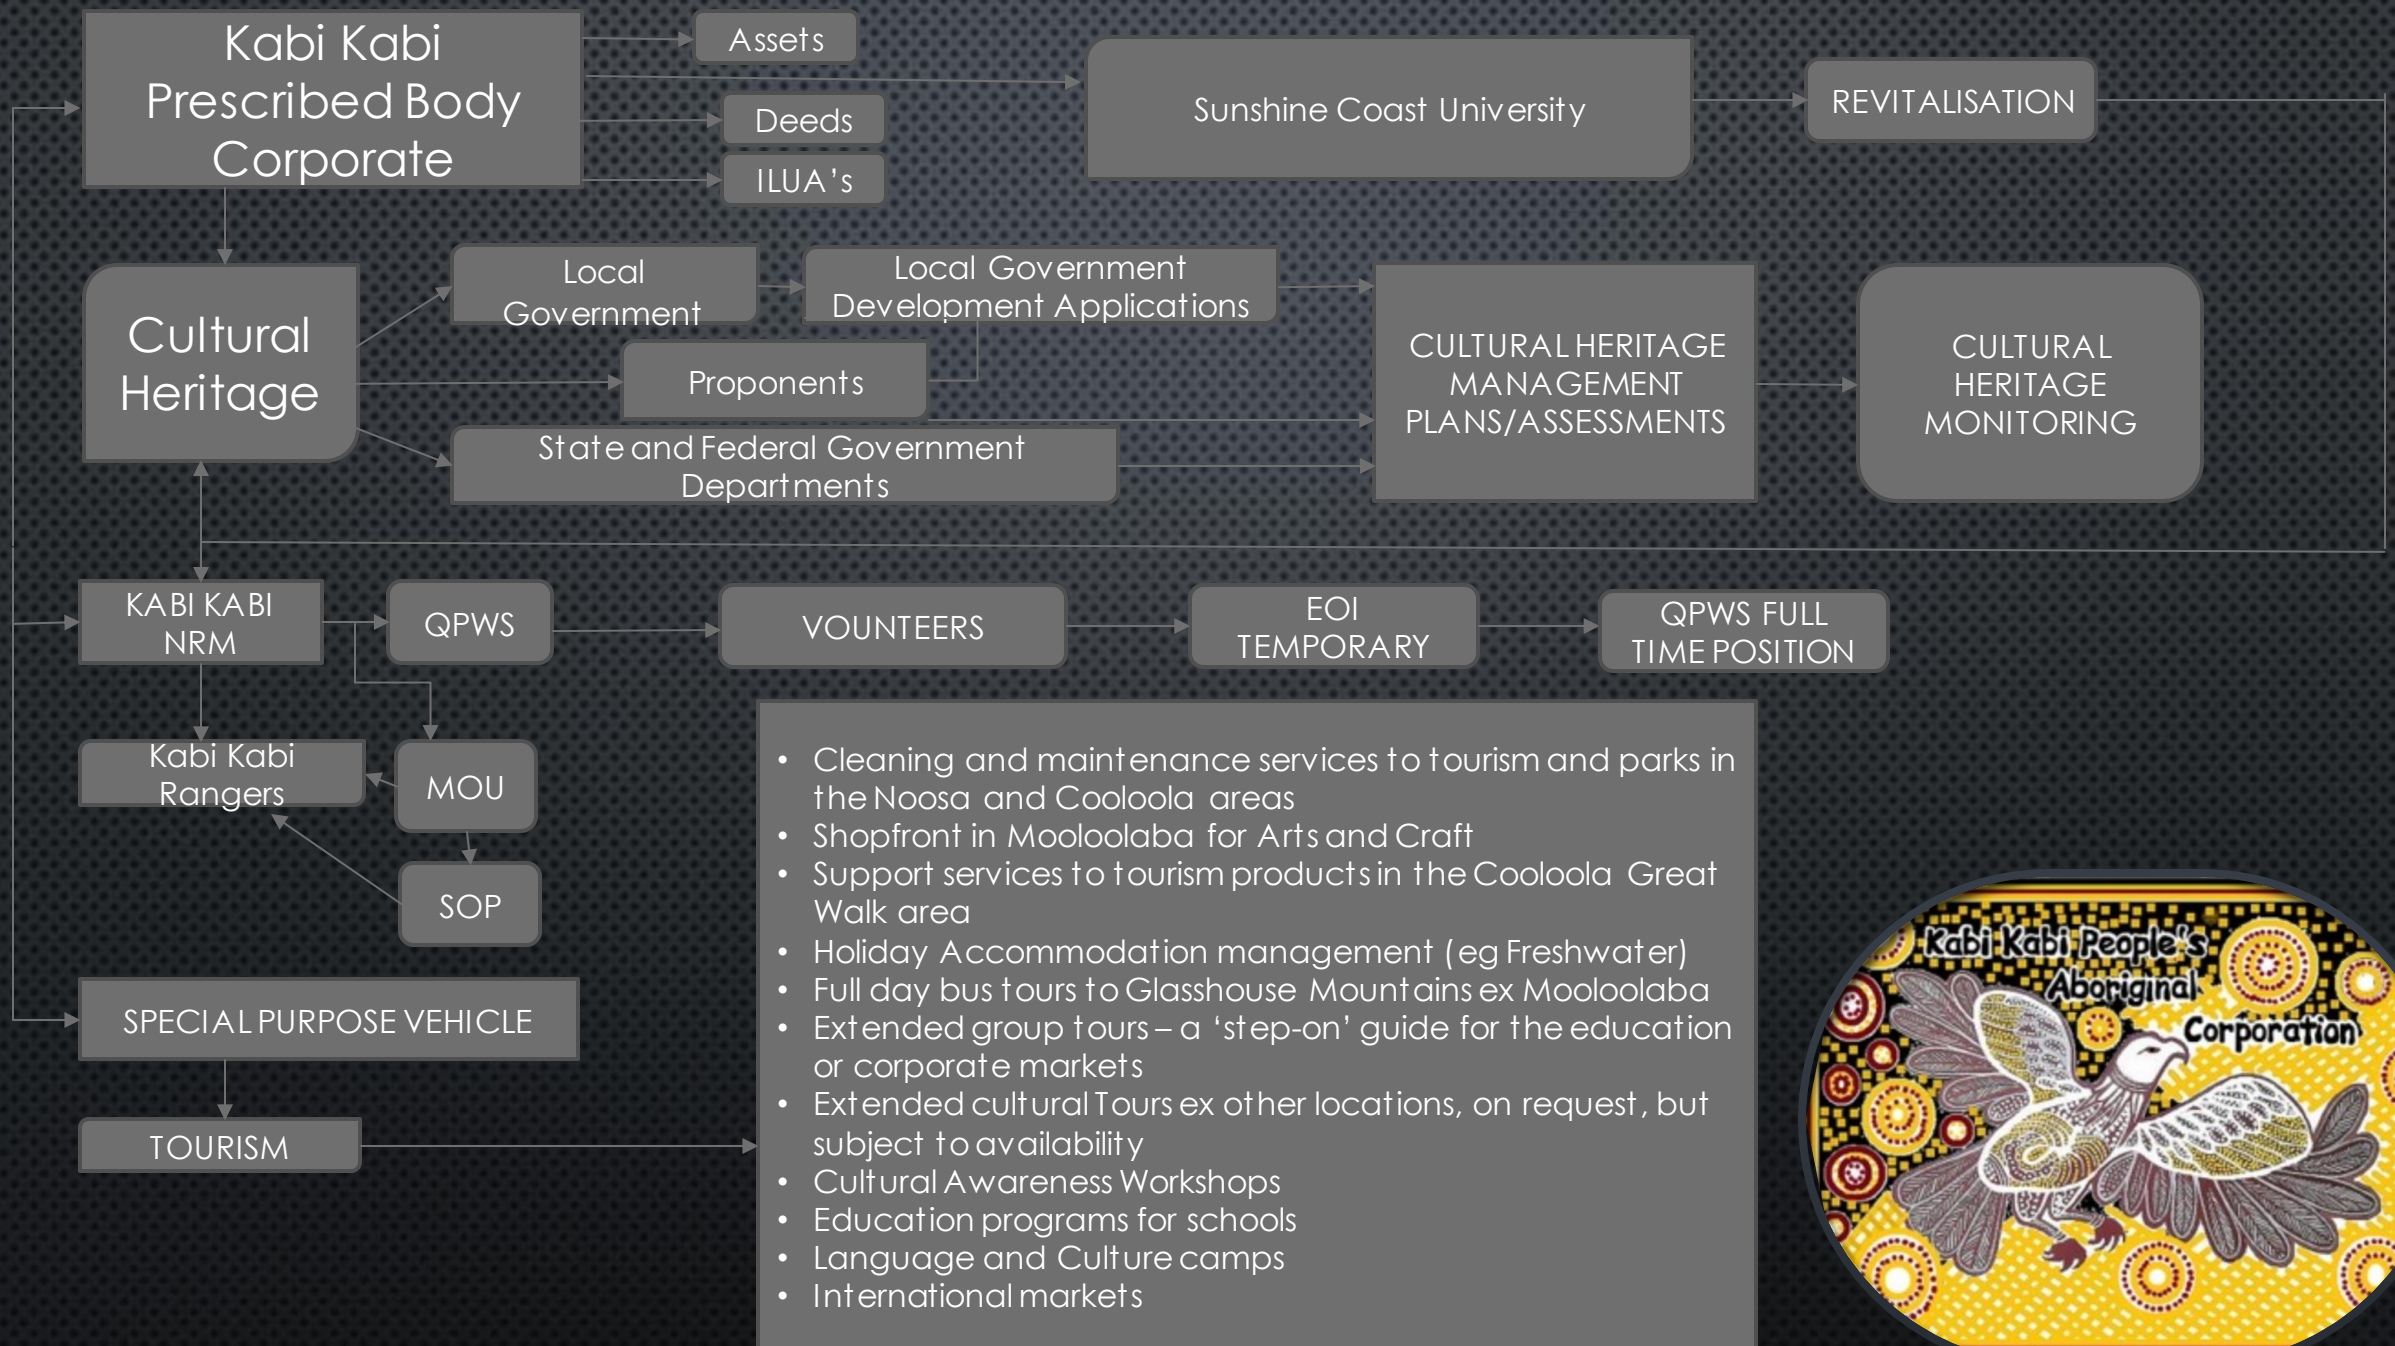 Kabi Kabi
Prescribed Body
Corporate
Assets
Deeds
ILUA’s
Sunshine Coast University
REVITALISATION
Cultural
Heritage
Local
Government
Local Government
Development Applications
Proponents
State and Federal Government
Departments
CULTURAL HERITAGE
MANAGEMENT
PLANS/ASSESSMENTS
CULTURAL
HERITAGE
MONITORING
KABI KABI
NRM
QPWS
VOUNTEERS
EOI
TEMPORARY
QPWS FULL
TIME POSITION
Kabi Kabi
Rangers
MOU
SOP
SPECIAL PURPOSE VEHICLE
TOURISM
• Cleaning and maintenance services to tourism and parks in
the Noosa and Cooloola areas
• Shopfront in Mooloolaba for Arts and Craft
• Support services to tourism products in the Cooloola Great
Walk area
• Holiday Accommodation management (eg Freshwater)
• Full day bus tours to Glasshouse Mountains ex Mooloolaba
• Extended group tours – a ‘step-on’ guide for the education
or corporate markets
• Extended cultural Tours ex other locations, on request, but
subject to availability
• Cultural Awareness Workshops
• Education programs for schools
• Language and Culture camps
• International markets
Kabi Kabi People's
Aboriginal
Corporation